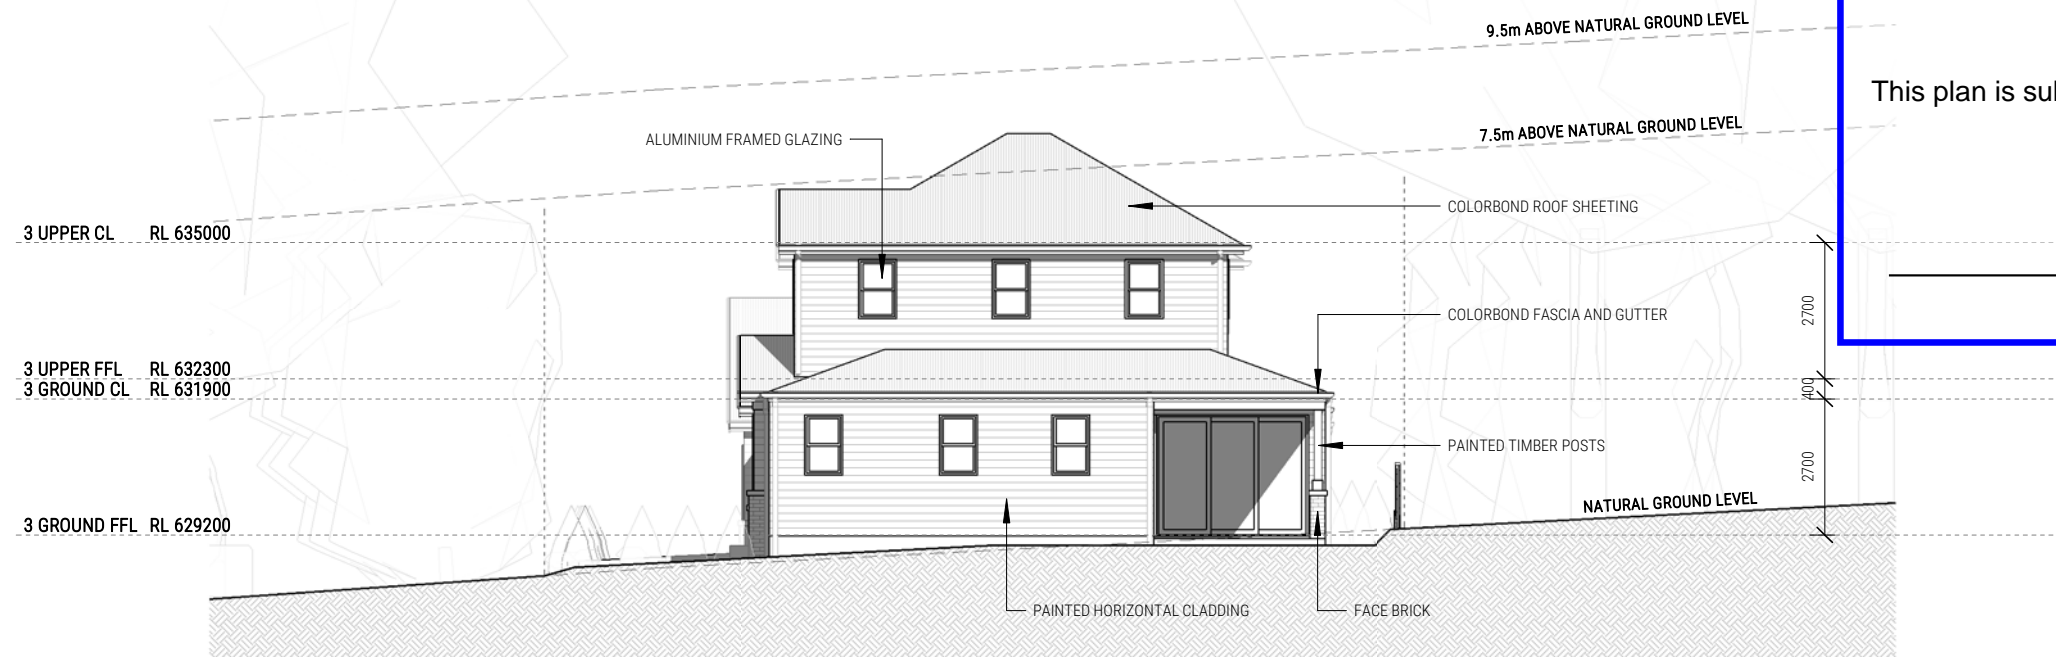 9.5m ABOVE NATURAL GROUND LEVEL
This plan is sul
7.5m ABOVE NATURAL GROUND LEVEL
ALUMINIUM FRAMED GLAZING
COLORBOND ROOF SHEETING
3 UPPER CL RL 635000
2700
COLORBOND FASCIA AND GUTTER
3 UPPER FFL RL 632300
3 GROUND CL RL 631900
400
PAINTED TIMBER POSTS
2700
NATURAL GROUND LEVEL
3 GROUND FFL RL 629200
PAINTED HORIZONTAL CLADDING
FACE BRICK